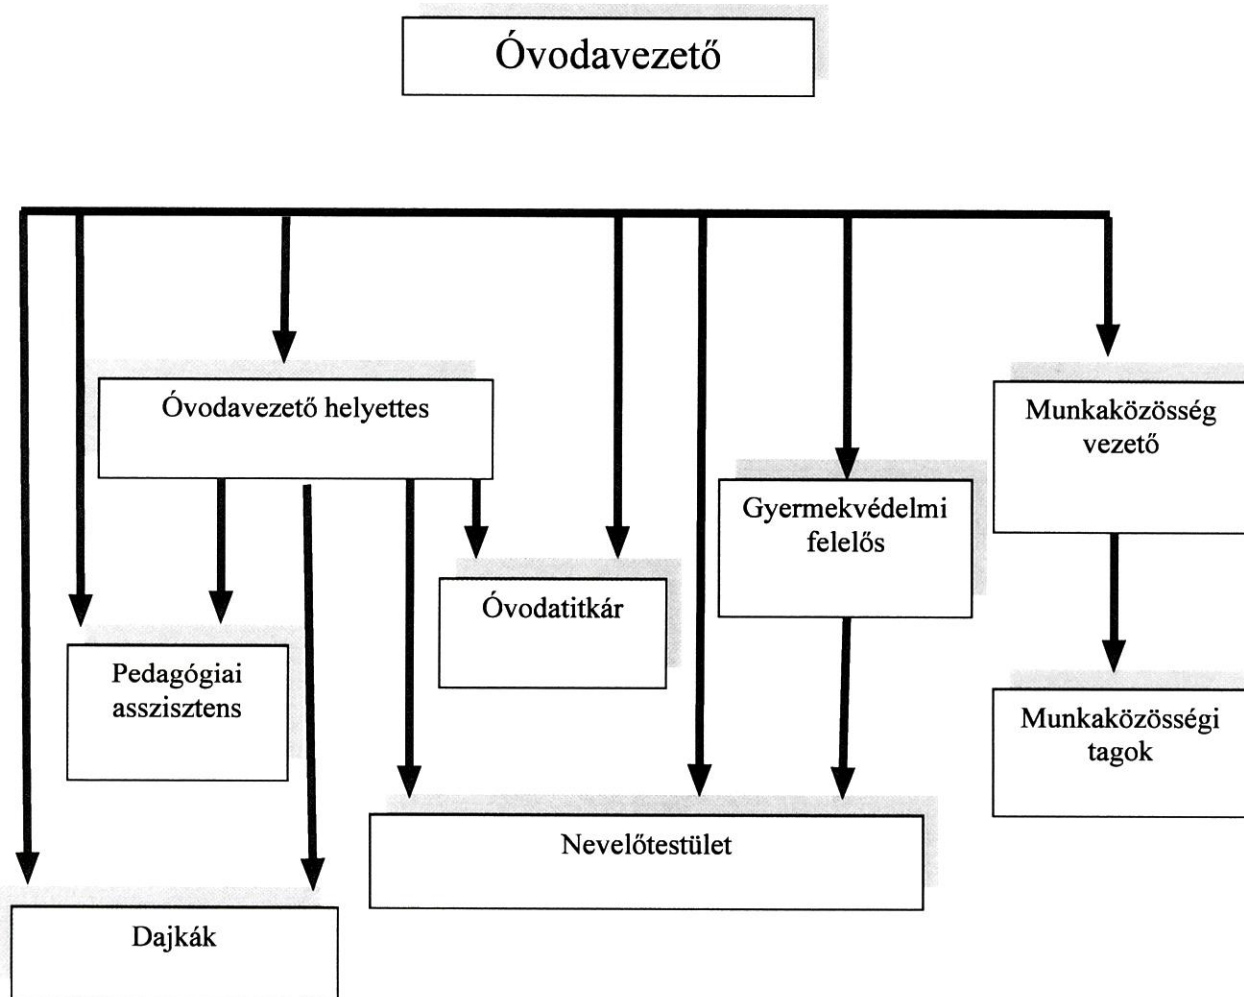 Óvodavezető
Óvodavezető helyettes
Munkaközösség
vezető
Gyermekvédelmi
felelős
Óvodatitkár
Pedagógiai
asszisztens
Munkaközösségi
tagok
Nevelőtestület
Dajkák